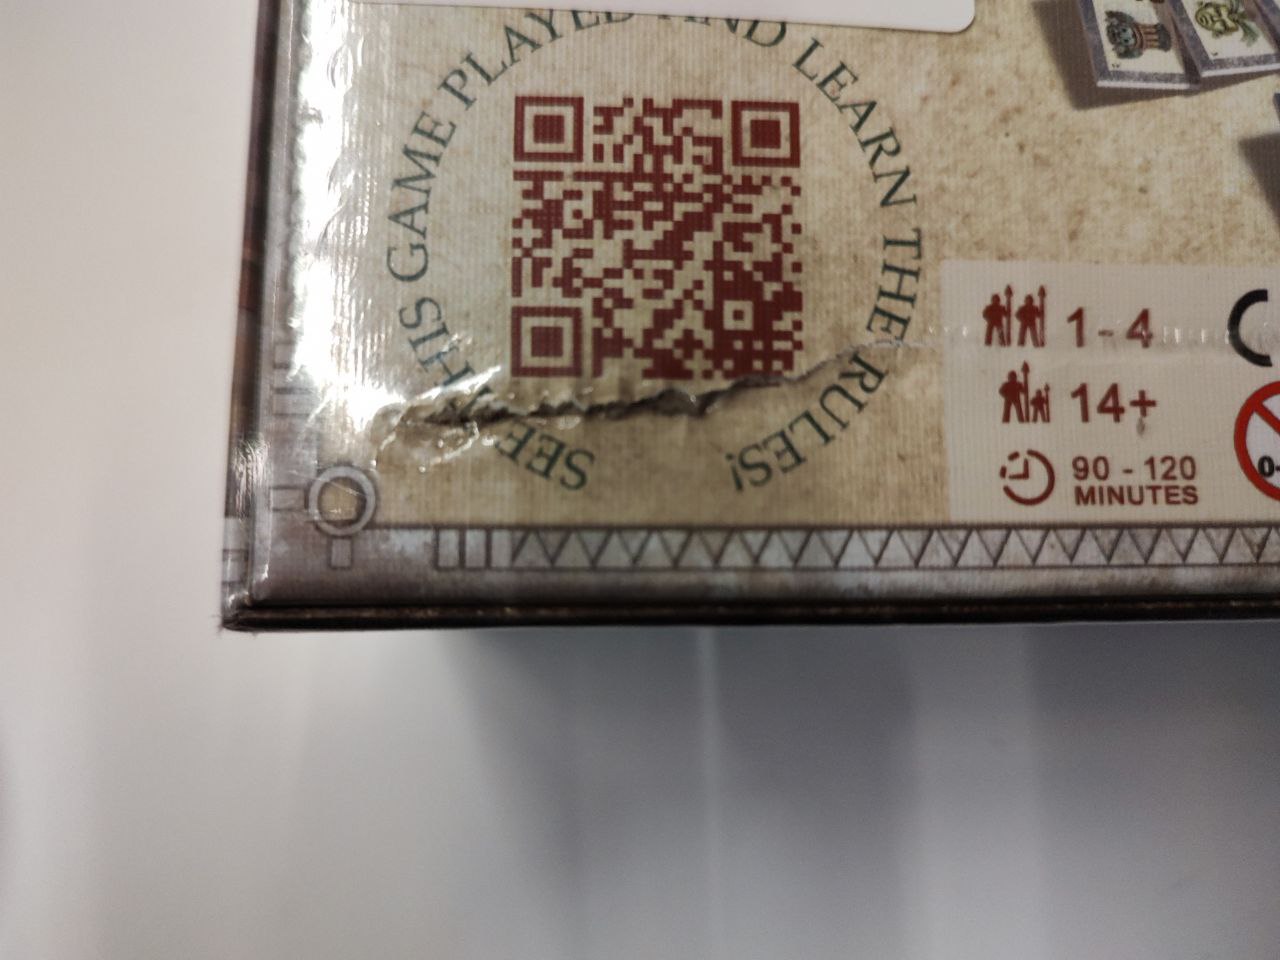 SEE THIS GAME PLAYED AND LEARN THE RULES!
1 - 4
14+
90 - 120
MINUTES